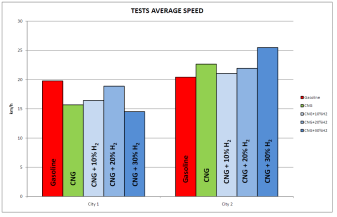 TESTS AVERAGE SPEED
30
25
20
15
10
5
0
km/h
Gasoline
CNG
CNG + 10% H₂
CNG + 20% H₂
CNG + 30% H₂
Gasoline
CNG
CNG + 10% H₂
CNG + 20% H₂
CNG + 30% H₂
City 1
City 2
Gasoline
CNG
CNG+10%H2
CNG+20%H2
CNG+30%H2